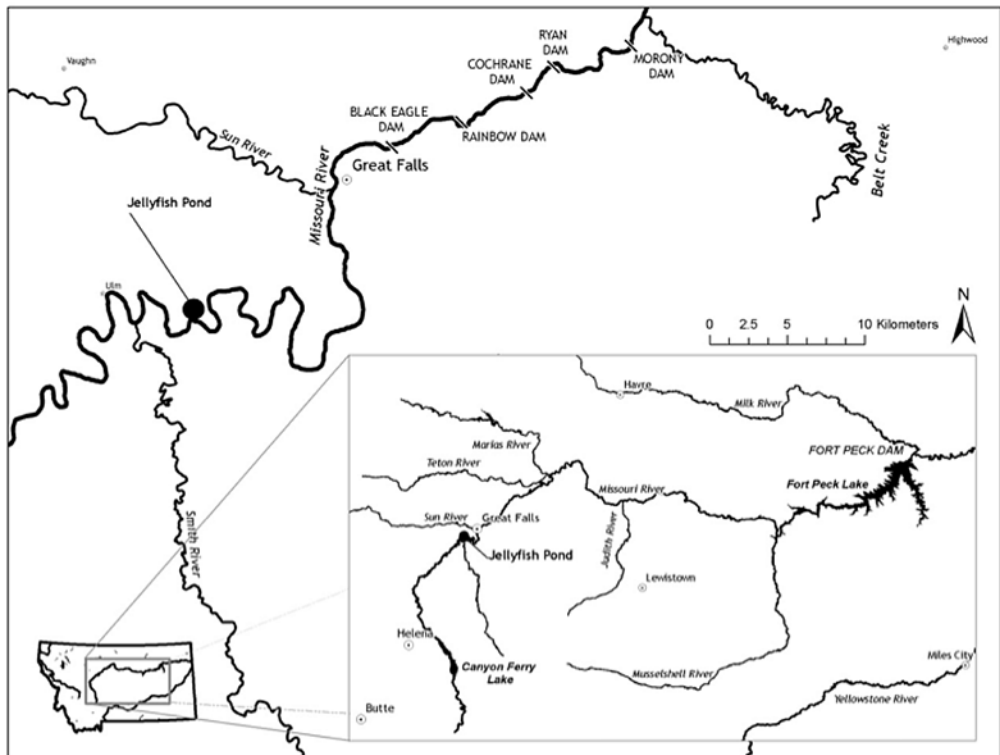 Vaughn
Highwood
RYAN
DAM
COCHRANE
DAM
MORONY
DAM
BLACK EAGLE
DAM
RAINBOW DAM
Sun River
Great Falls
Missouri River
Belt Creek
Jellyfish Pond
Ulm
N
0 2.5 5 10 Kilometers
Smith River
Havre
Milk River
Marias River
FORT PECK DAM
Teton River
Fort Peck Lake
Missouri River
Sun River
Great Falls
Judith River
Jellyfish Pond
Lewistown
Helena
Canyon Ferry
Lake
Musselshell River
Miles City
Yellowstone River
Butte